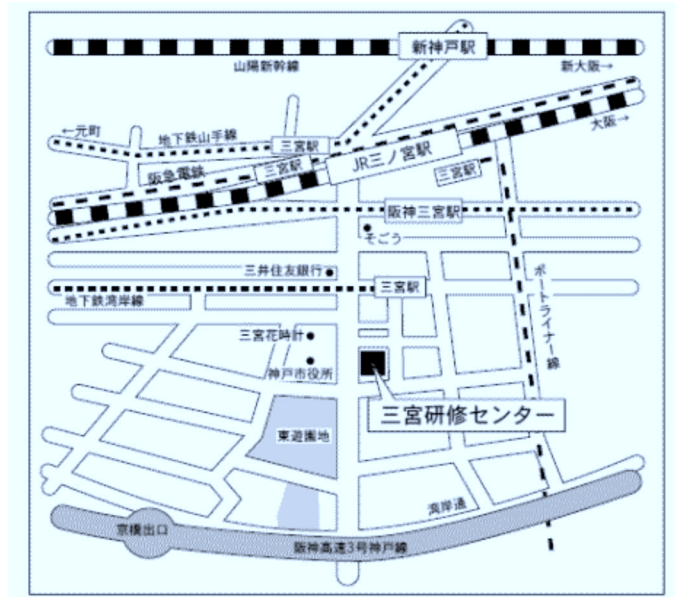 新神戸駅
山陽新幹線
新大阪→
←元町
地下鉄山手線
三宮駅
大阪→
JR三ノ宮駅
阪急電鉄
三宮駅
三宮駅
阪神三宮駅
そごう
三井住友銀行
三宮駅
地下鉄湾岸線
ポートライナー線
三宮花時計
神戸市役所
三宮研修センター
東遊園地
海岸通
京橋出口
阪神高速3号神戸線